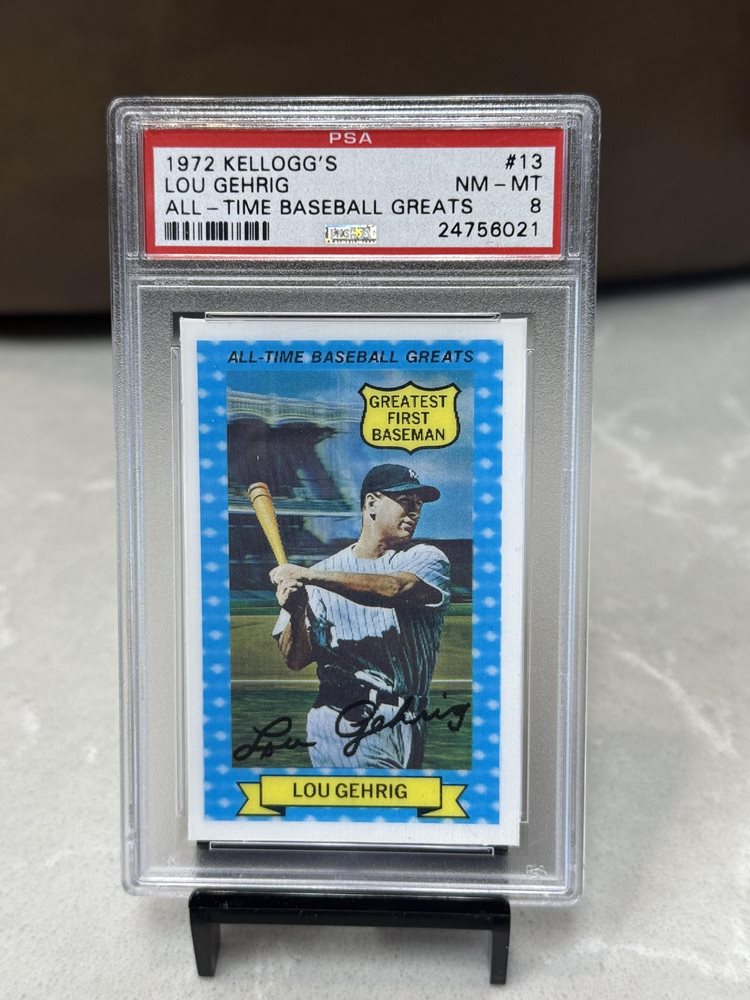 PSA
1972 KELLOGG'S #13
LOU GEHRIG NM-MT
ALL-TIME BASEBALL GREATS 8
24756021
ALL-TIME BASEBALL GREATS
GREATEST
FIRST
BASEMAN
Lou Gehrig
LOU GEHRIG